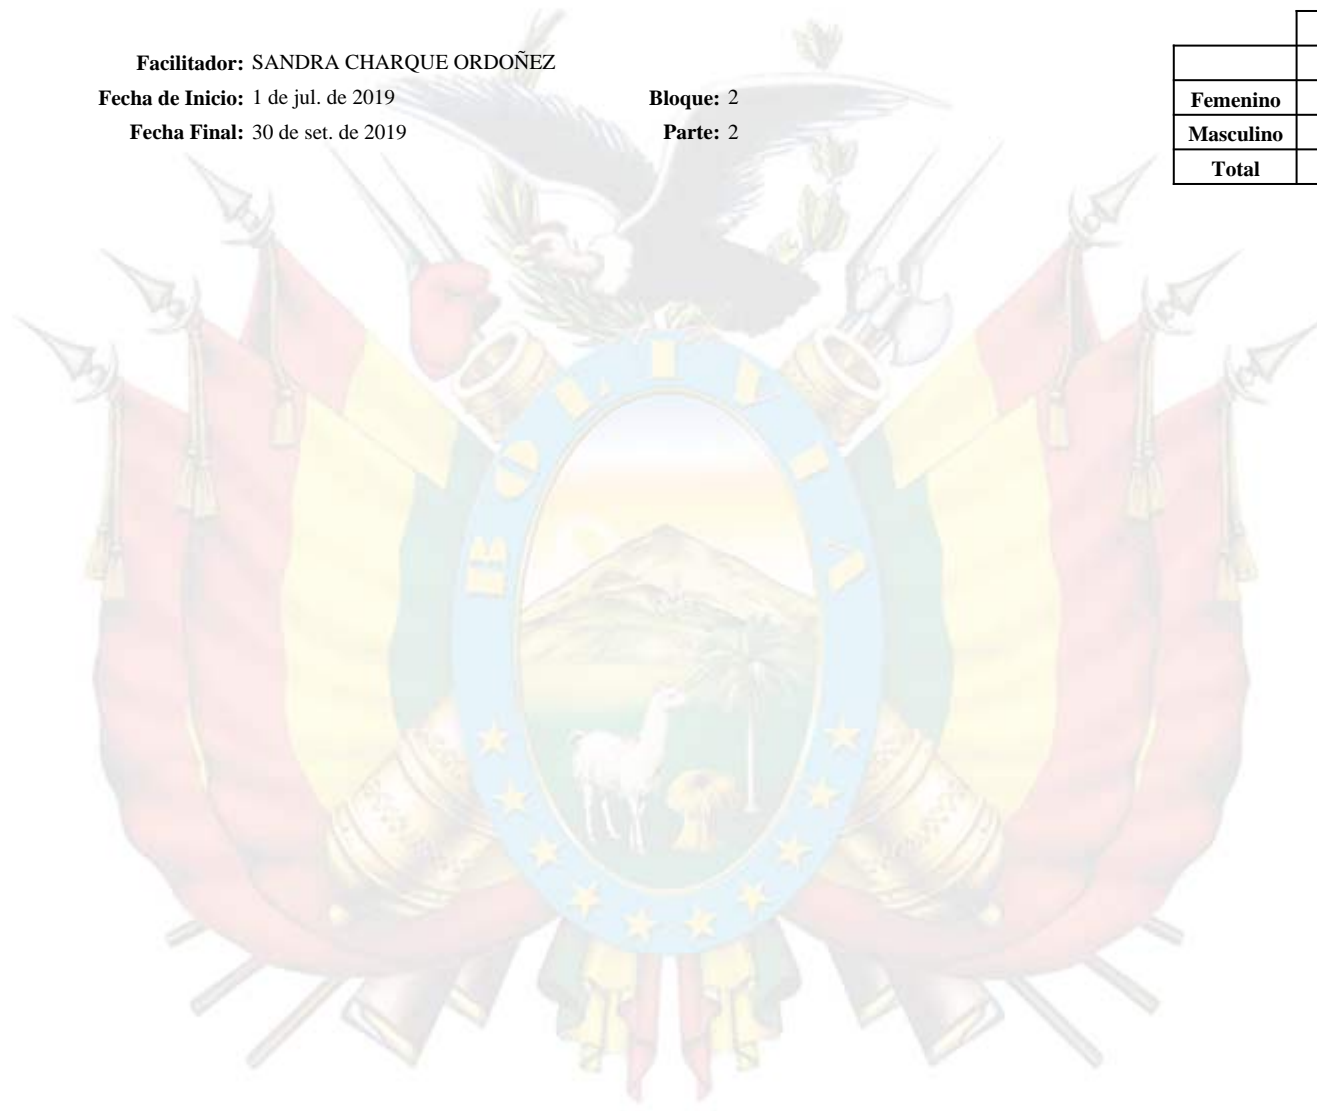 Facilitador: SANDRA CHARQUE ORDOÑEZ
Fecha de Inicio: 1 de jul. de 2019 Bloque: 2
Fecha Final: 30 de set. de 2019 Parte: 2
Femenino
Masculino
Total
BOLIVIA